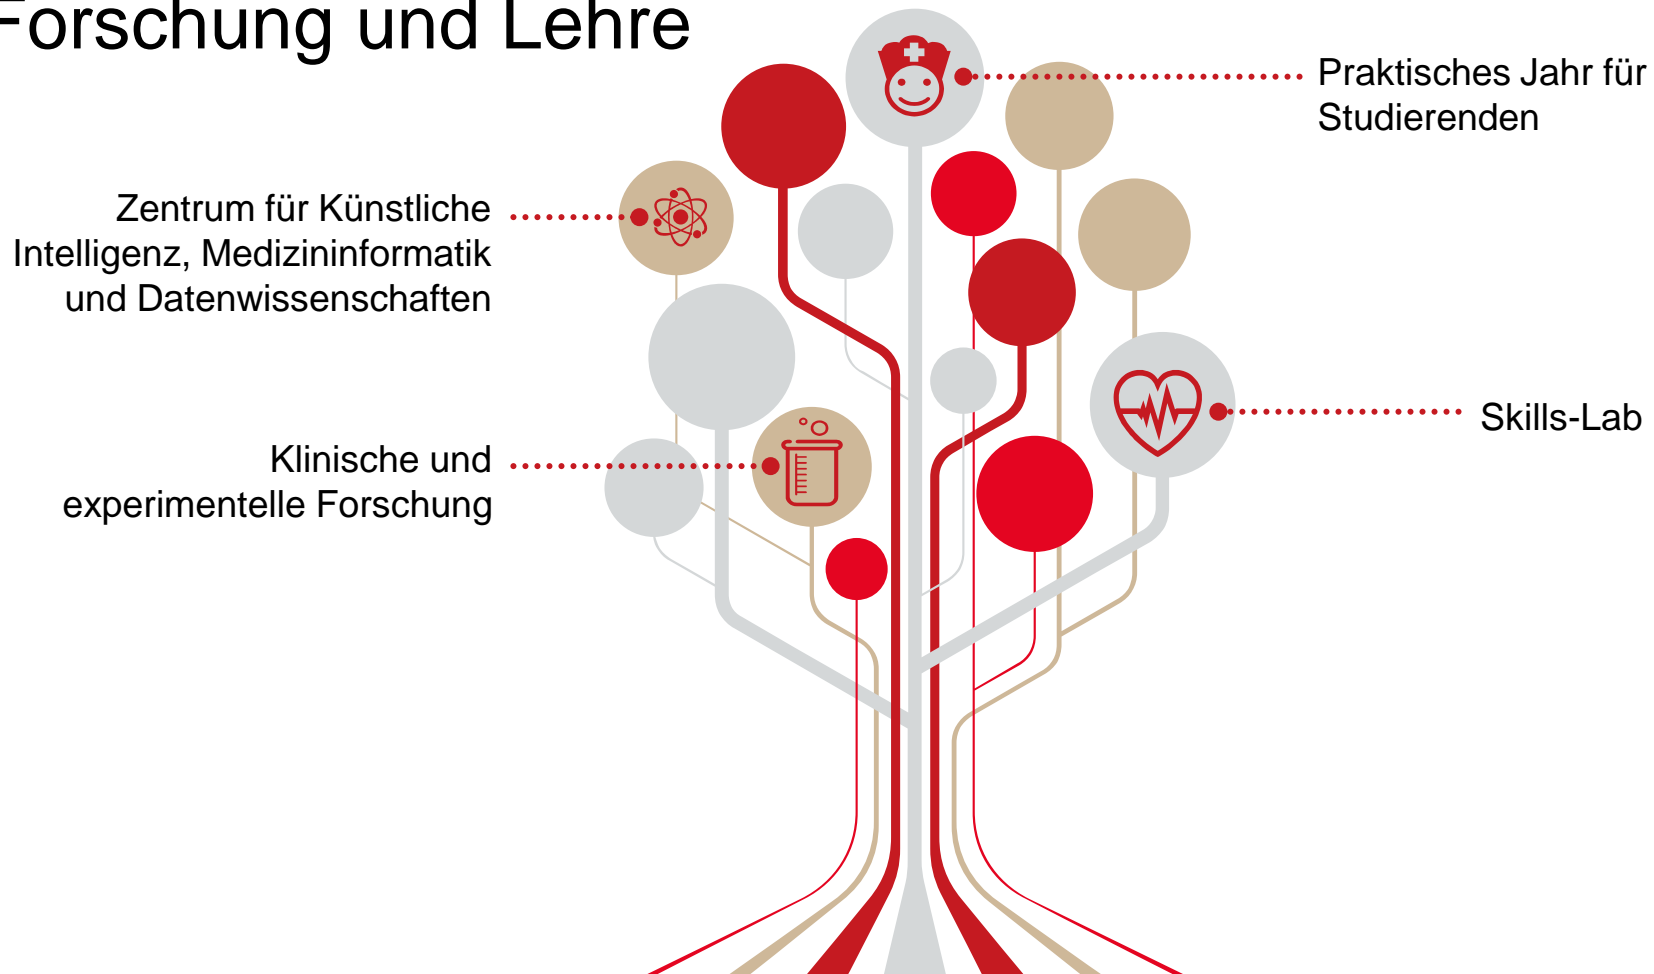 Forschung und Lehre
Praktisches Jahr für
Studierenden
Zentrum für Künstliche
Intelligenz, Medizininformatik
und Datenwissenschaften
Skills-Lab
Klinische und
experimentelle Forschung